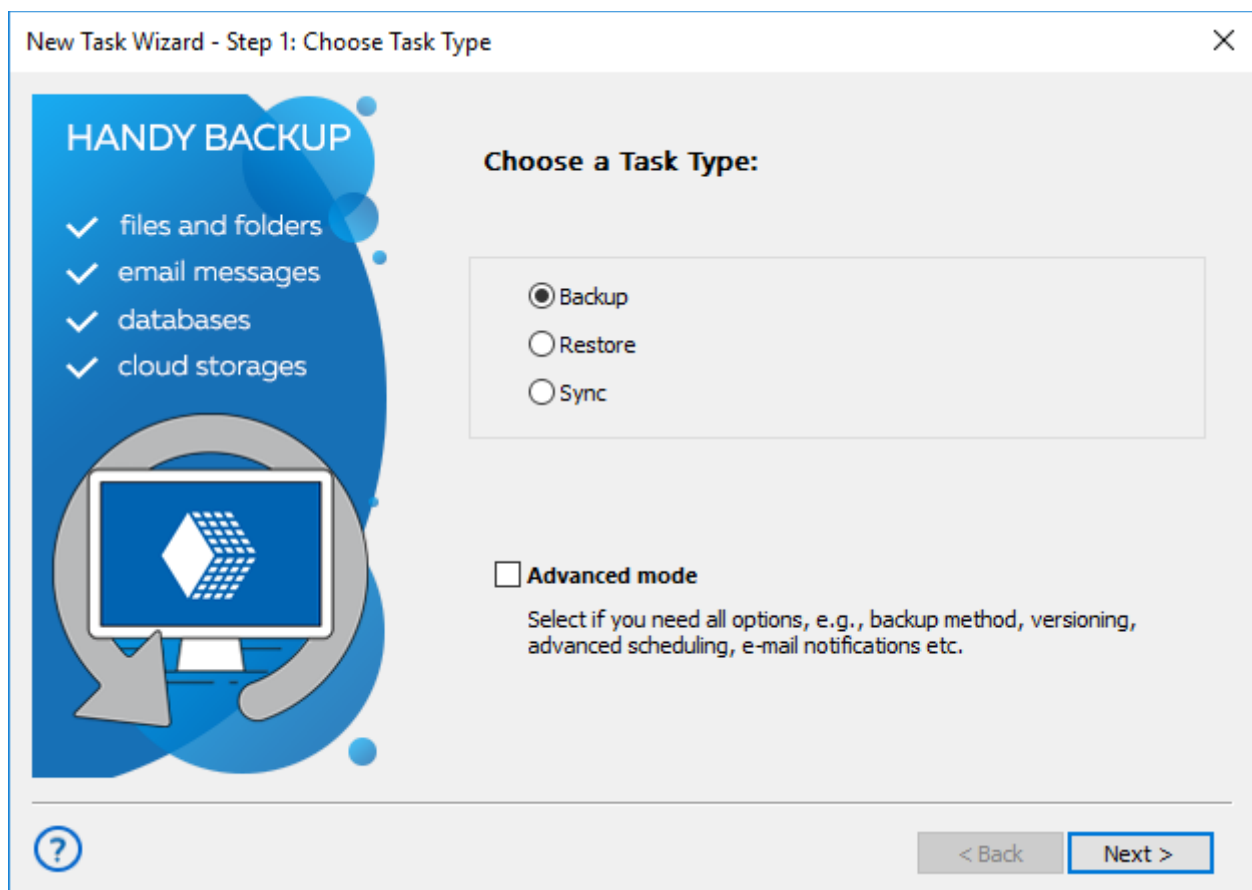 New Task Wizard - Step 1: Choose Task Type
HANDY BACKUP
files and folders
email messages
databases
cloud storages
Choose a Task Type:
Backup
Restore
Sync
Advanced mode
Select if you need all options, e.g., backup method, versioning,
advanced scheduling, e-mail notifications etc.
?
< Back
Next >